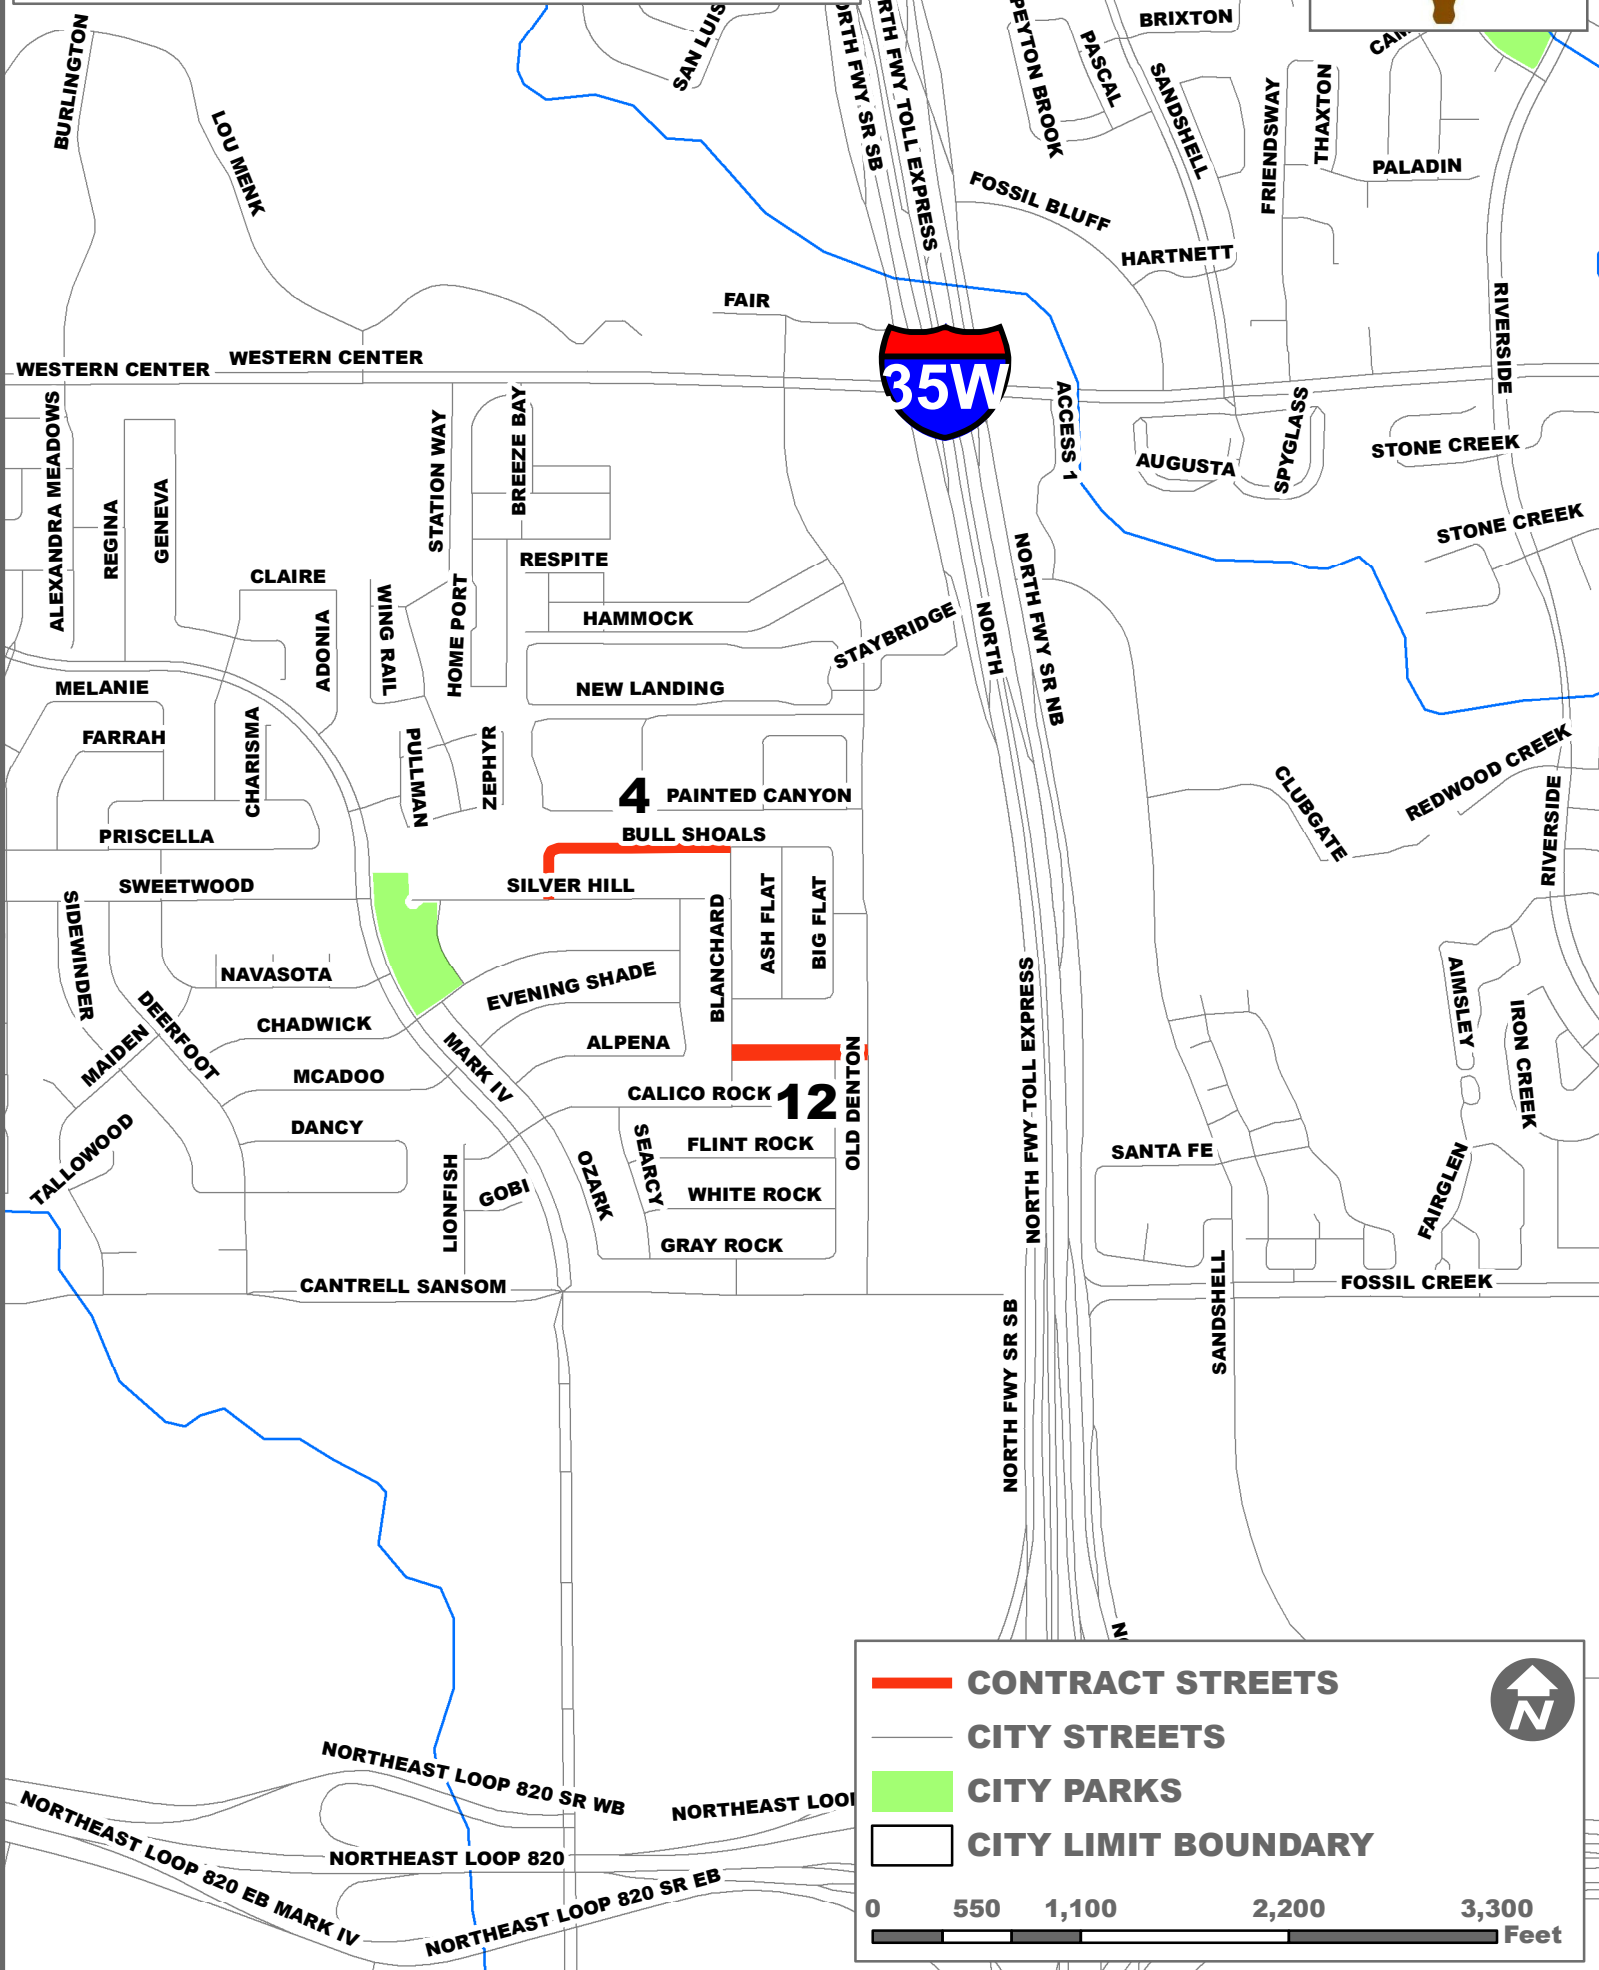 BURLINGTON
LOU MENK
SAN LUIS
NORTH FWY SR SB
NORTH FWY TOLL EXPRESS
PEYTON BROOK
PASCAL
BRIXTON
SANDSHELL
FRIENDSWAY
THAXTON
PALADIN
FOSSIL BLUFF
HARTNETT
RIVERSIDE
FAIR
WESTERN CENTER
WESTERN CENTER
35W
ACCESS 1
AUGUSTA
SPYGLASS
STONE CREEK
STONE CREEK
ALEXANDRA MEADOWS
REGINA
GENEVA
STATION WAY
BREEZE BAY
RESPITE
CLAIRE
ADONIA
WING RAIL
HOME PORT
HAMMOCK
STAYBRIDGE
NORTH
NORTH FWY SR NB
NEW LANDING
MELANIE
FARRAH
CHARISMA
PULLMAN
ZEPHYR
4
PAINTED CANYON
BULL SHOALS
CLUBGATE
REDWOOD CREEK
RIVERSIDE
PRISCELLA
SWEETWOOD
SILVER HILL
SIDEWINDER
BLANCHARD
ASH FLAT
BIG FLAT
NAVASOTA
EVENING SHADE
DEERFOOT
MAIDEN
CHADWICK
MARK IV
ALPENA
MCADOO
CALICO ROCK
12
OLD DENTON
NORTH FWY TOLL EXPRESS
AIMSLEY
IRON CREEK
DANCY
TALLOWOOD
SEARCY
FLINT ROCK
SANTA FE
LIONFISH
GOBI
OZARK
WHITE ROCK
FAIRGLEN
GRAY ROCK
CANTRELL SANSOM
FOSSIL CREEK
NORTH FWY SR SB
SANDSHELL
NORTHEAST LOOP 820 SR WB
NORTHEAST LOOP 820 EB MARK IV
NORTHEAST LOOP 820
NORTHEAST LOOP 820 SR EB
NORTHEAST LOOP
CONTRACT STREETS
CITY STREETS
CITY PARKS
CITY LIMIT BOUNDARY
N
0 550 1,100 2,200 3,300
Feet